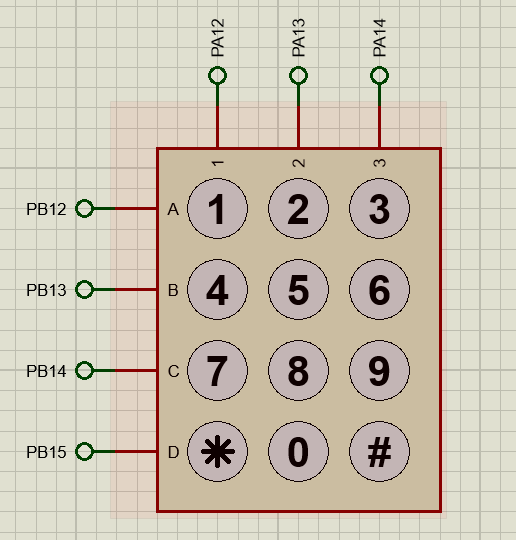 PA12 PA13 PA14
1 2 3
PB12 A 1 2 3
PB13 B 4 5 6
PB14 C 7 8 9
PB15 D * 0 #